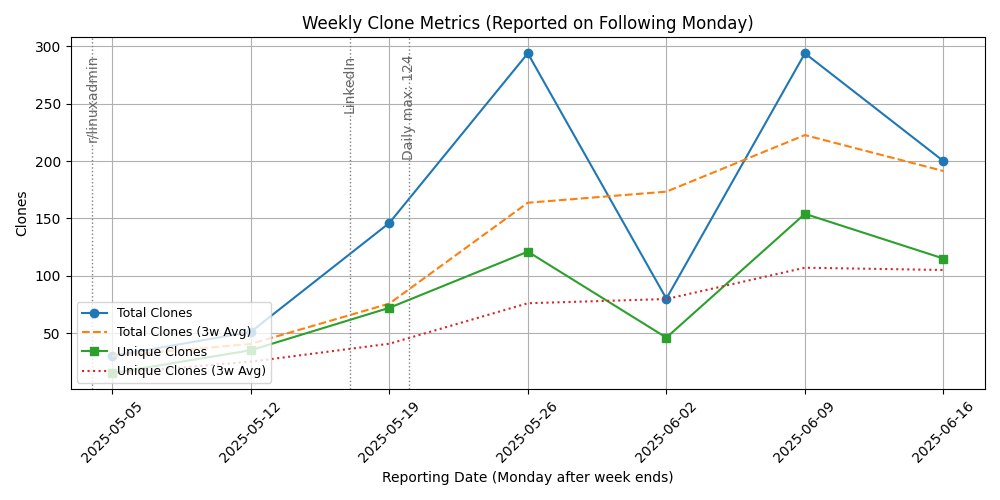 Weekly Clone Metrics (Reported on Following Monday)
r/linuxadmin
LinkedIn
Daily max: 124
Clones
300
250
200
150
100
50
Total Clones
Total Clones (3w Avg)
Unique Clones
Unique Clones (3w Avg)
2025-05-05
2025-05-12
2025-05-19
2025-05-26
2025-06-02
2025-06-09
2025-06-16
Reporting Date (Monday after week ends)